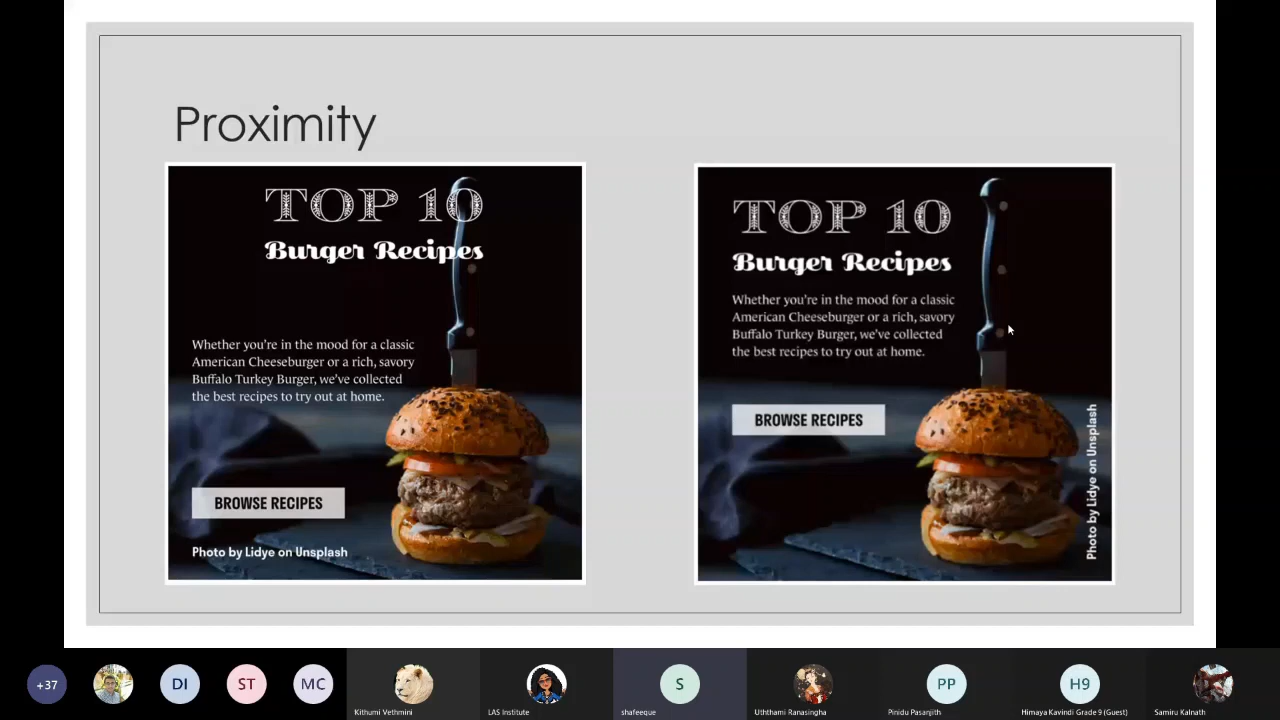 Proximity
TOP 10
Burger Recipes
Whether you're in the mood for a classic
American Cheeseburger or a rich, savory
Buffalo Turkey Burger, we've collected
the best recipes to try out at home.
BROWSE RECIPES
Photo by Lidye on Unsplash
TOP 10
Burger Recipes
Whether you're in the mood for a classic
American Cheeseburger or a rich, savory
Buffalo Turkey Burger, we've collected
the best recipes to try out at home.
BROWSE RECIPES
Photo by Lidye on Unsplash
+37
DI
ST
MC
S
PP
H9
Kithumi Vethmini
LAS Institute
shafeeque
Uththami Ranasingha
Pinidu Pasanjith
Himaya Kavindi Grade 9 (Guest)
Samiru Kalnath